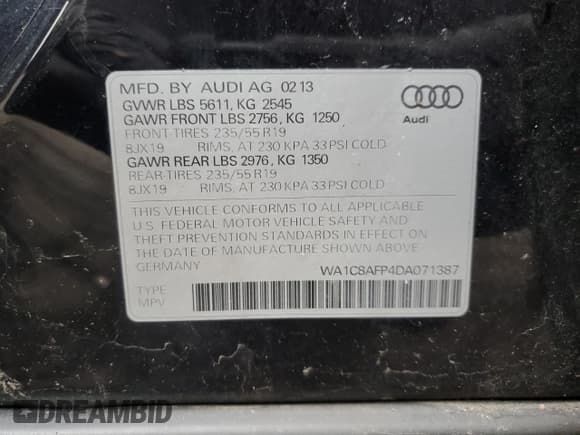 MFD. BY AUDI AG 02 13
GVWR LBS 5611, KG 2545
GAWR FRONT LBS 2756, KG 1250
FRONT-TIRES 235/55 R19
8JX19 RIMS, AT 230 KPA 33 PSI COLD
GAWR REAR LBS 2976, KG 1350
REAR-TIRES 235/55 R19
8JX19 RIMS, AT 230 KPA 33 PSI COLD
Audi
THIS VEHICLE CONFORMS TO ALL APPLICABLE
U.S. FEDERAL MOTOR VEHICLE SAFETY AND
THEFT PREVENTION STANDARDS IN EFFECT ON
THE DATE OF MANUFACTURE SHOWN ABOVE.
GERMANY WA1C8AFP4DA071387
TYPE
MPV
DREAMBID